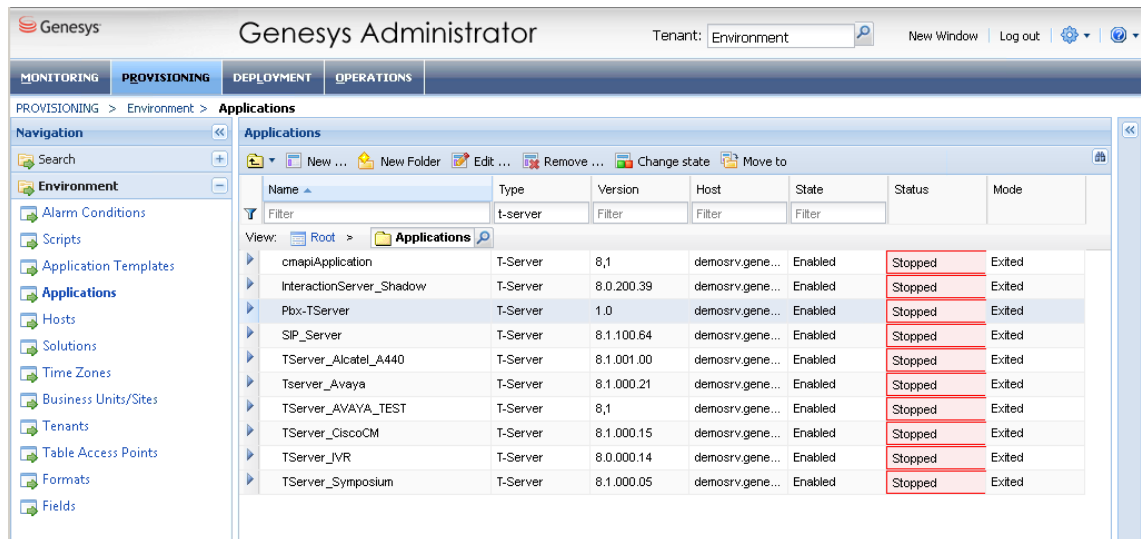 Genesys
Genesys Administrator
Tenant: Environment
New Window | Log out
MONITORING PROVISIONING DEPLOYMENT OPERATIONS
PROVISIONING > Environment > Applications
Navigation
Search
Environment
Alarm Conditions
Scripts
Application Templates
Applications
Hosts
Solutions
Time Zones
Business Units/Sites
Tenants
Table Access Points
Formats
Fields
Applications
New ... New Folder Edit ... Remove ... Change state Move to
Name Type Version Host State Status Mode
Filter t-server Filter Filter Filter
View: Root > Applications
cmapiApplication T-Server 8,1 demosrv.gene... Enabled Stopped Exited
InteractionServer_Shadow T-Server 8.0.200.39 demosrv.gene... Enabled Stopped Exited
Pbx-TServer T-Server 1.0 demosrv.gene... Enabled Stopped Exited
SIP_Server T-Server 8.1.100.64 demosrv.gene... Enabled Stopped Exited
TServer_Alcatel_A440 T-Server 8.1.001.00 demosrv.gene... Enabled Stopped Exited
Tserver_Avaya T-Server 8.1.000.21 demosrv.gene... Enabled Stopped Exited
TServer_AVAYA_TEST T-Server 8,1 demosrv.gene... Enabled Stopped Exited
TServer_CiscoCM T-Server 8.1.000.15 demosrv.gene... Enabled Stopped Exited
TServer_IVR T-Server 8.0.000.14 demosrv.gene... Enabled Stopped Exited
TServer_Symposium T-Server 8.1.000.05 demosrv.gene... Enabled Stopped Exited